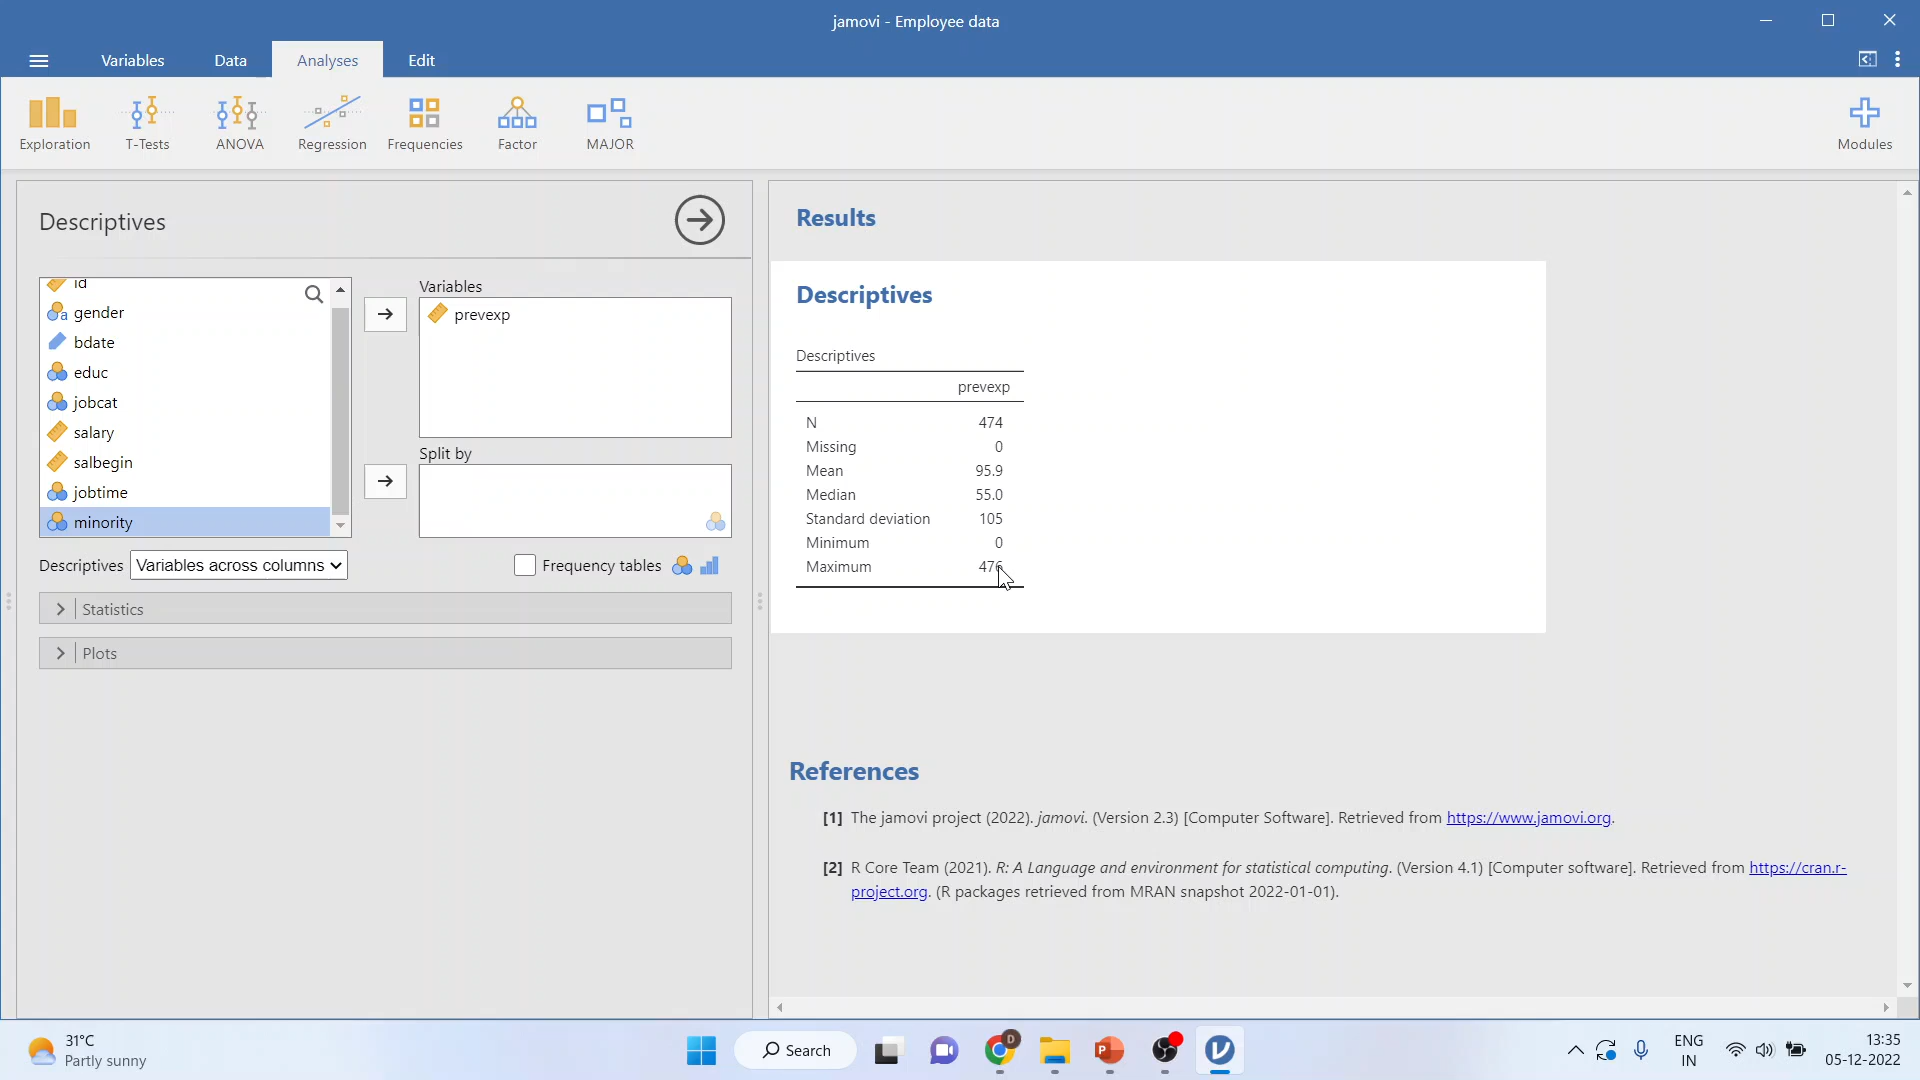 jamovi - Employee data
Variables
Data
Analyses
Edit
Exploration
T-Tests
ANOVA
Regression
Frequencies
Factor
MAJOR
Modules
Descriptives
id
gender
bdate
educ
jobcat
salary
salbegin
jobtime
minority
Variables
prevexp
Split by
Descriptives
Variables across columns
Frequency tables
Statistics
Plots
Results
Descriptives
Descriptives
prevexp
N 474
Missing 0
Mean 95.9
Median 55.0
Standard deviation 105
Minimum 0
Maximum 476
References
[1] The jamovi project (2022). jamovi. (Version 2.3) [Computer Software]. Retrieved from https://www.jamovi.org.
[2] R Core Team (2021). R: A Language and environment for statistical computing. (Version 4.1) [Computer software]. Retrieved from https://cran.r-
project.org. (R packages retrieved from MRAN snapshot 2022-01-01).
31°C
Partly sunny
Search
ENG
IN
13:35
05-12-2022